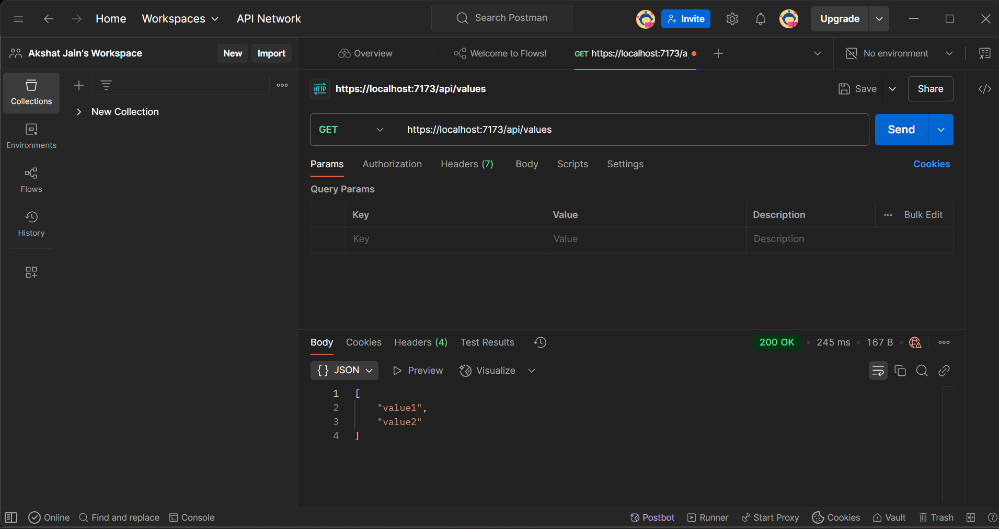 Home Workspaces API Network Search Postman Invite Upgrade
Akshat Jain's Workspace New Import Overview Welcome to Flows! GET https://localhost:7173/a No environment
Collections
Environments
Flows
History
New Collection
HTTP https://localhost:7173/api/values Save Share
GET https://localhost:7173/api/values Send
Params Authorization Headers (7) Body Scripts Settings Cookies
Query Params
Key Value Description Bulk Edit
Key Value Description
Body Cookies Headers (4) Test Results 200 OK • 245 ms • 167 B •
{} JSON Preview Visualize
1 [
2 "value1",
3 "value2"
4 ]
Online Find and replace Console Postbot Runner Start Proxy Cookies Vault Trash